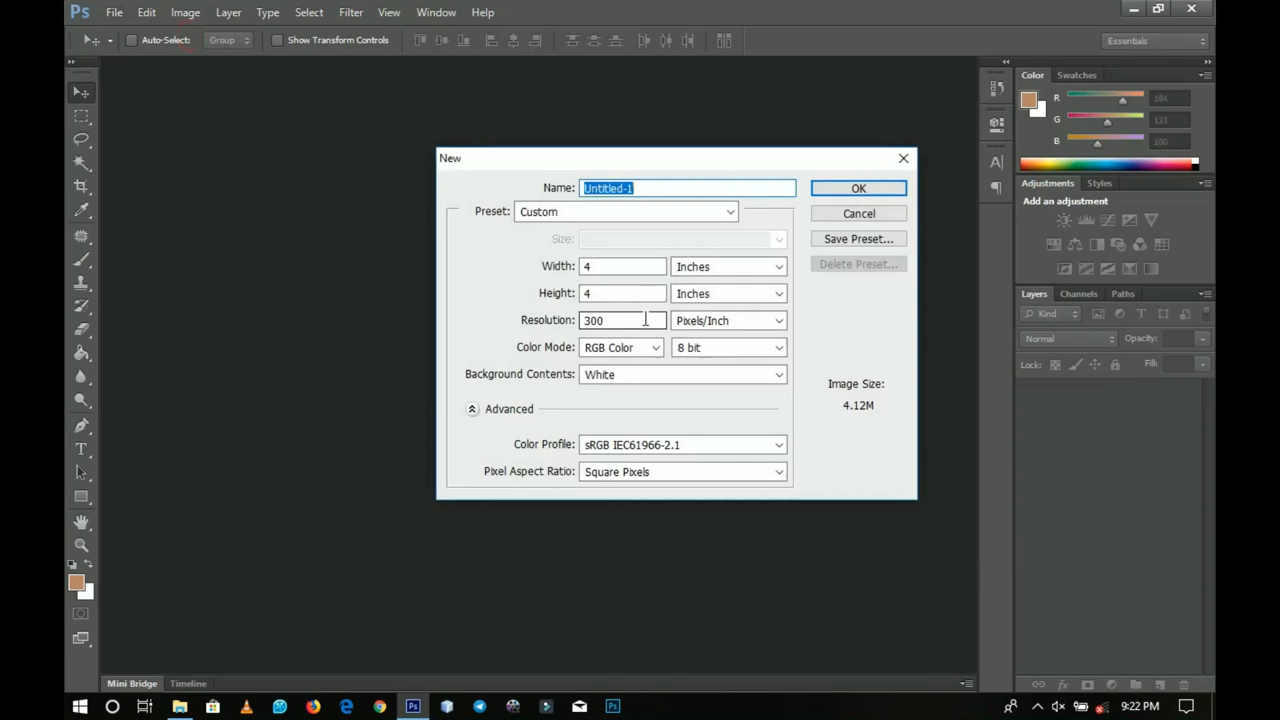 Ps File Edit Image Layer Type Select Filter View Window Help
Auto-Select: Group Show Transform Controls Essentials
Color Swatches
R 184
G 133
B 100
Adjustments Styles
Add an adjustment
Layers Channels Paths
Kind
Normal Opacity:
Lock: Fill:
New
Name: Untitled-1 OK
Preset: Custom Cancel
Size: Save Preset...
Width: 4 Inches Delete Preset...
Height: 4 Inches
Resolution: 300 Pixels/Inch
Color Mode: RGB Color 8 bit
Background Contents: White
Image Size:
4.12M
Advanced
Color Profile: sRGB IEC61966-2.1
Pixel Aspect Ratio: Square Pixels
Mini Bridge Timeline
9:22 PM